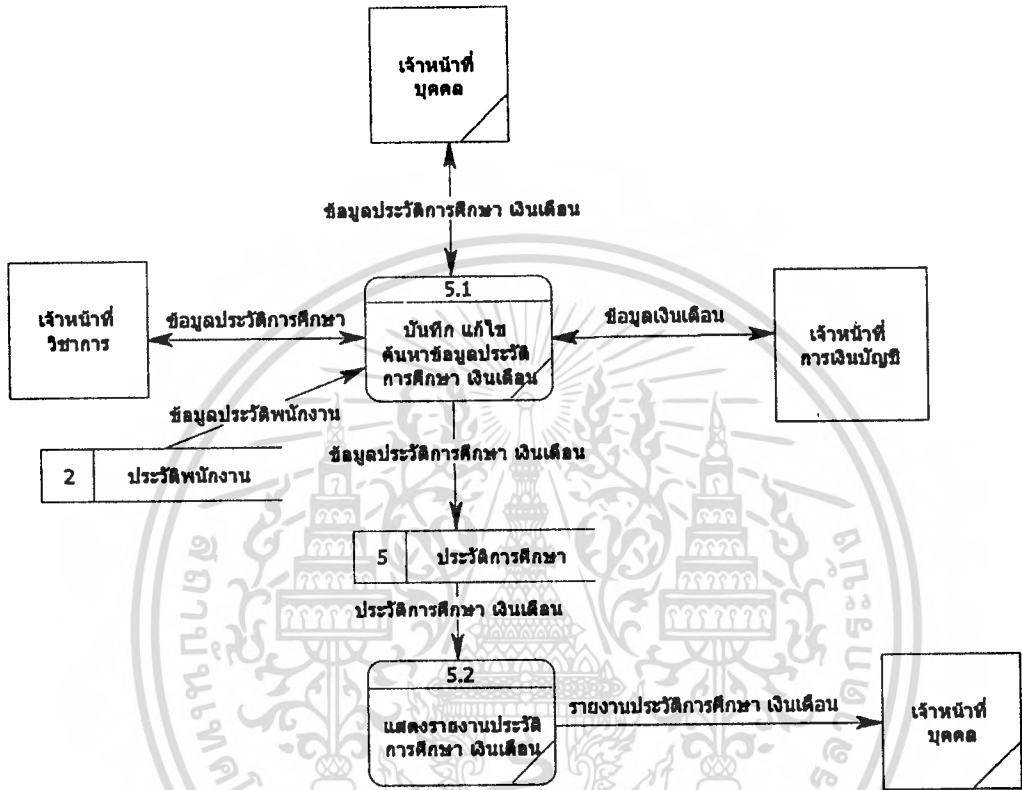 เจ้าหน้าที่
บุคคล
ข้อมูลประวัติการศึกษา เงินเดือน
5.1
บันทึก แก้ไข
ค้นหาข้อมูลประวัติ
การศึกษา เงินเดือน
เจ้าหน้าที่
วิชาการ
ข้อมูลประวัติการศึกษา
ข้อมูลเงินเดือน
เจ้าหน้าที่
การเงินบัญชี
ข้อมูลประวัติพนักงาน
2 ประวัติพนักงาน
ข้อมูลประวัติการศึกษา เงินเดือน
5 ประวัติการศึกษา
ประวัติการศึกษา เงินเดือน
5.2
แสดงรายงานประวัติ
การศึกษา เงินเดือน
รายงานประวัติการศึกษา เงินเดือน
เจ้าหน้าที่
บุคคล